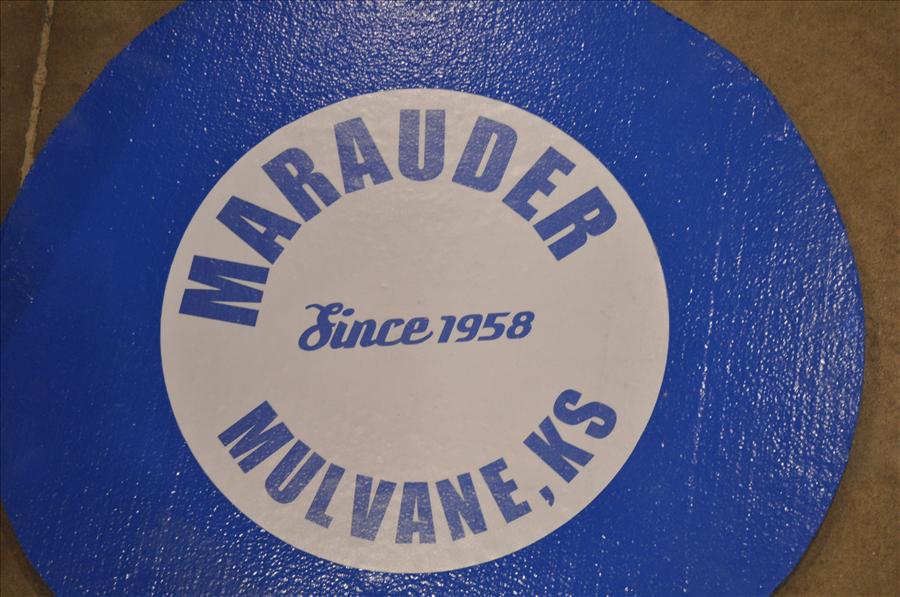 MARAUDER
Since 1958
MULVANE, KS